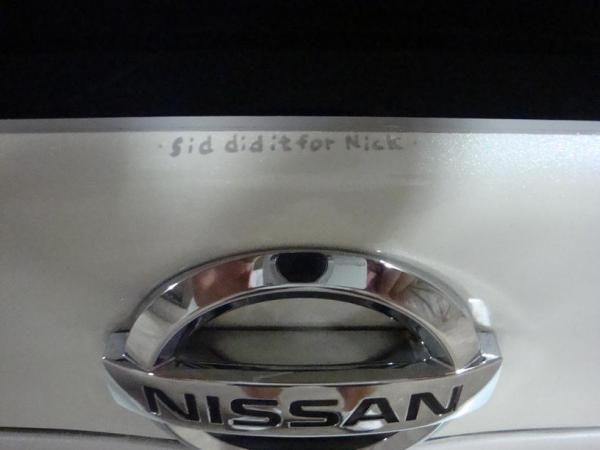 Sid did it for Nick
NISSAN